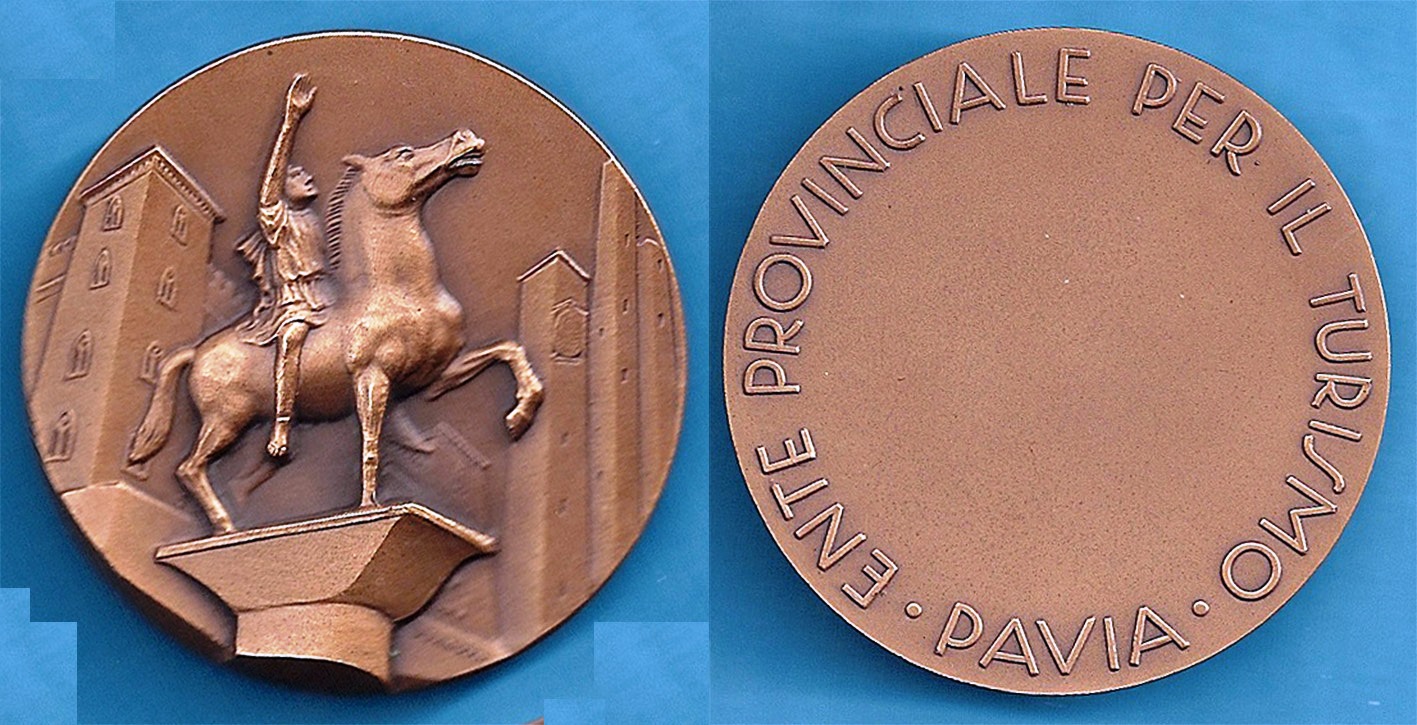 ENTE PROVINCIALE PER IL TURISMO
· PAVIA ·